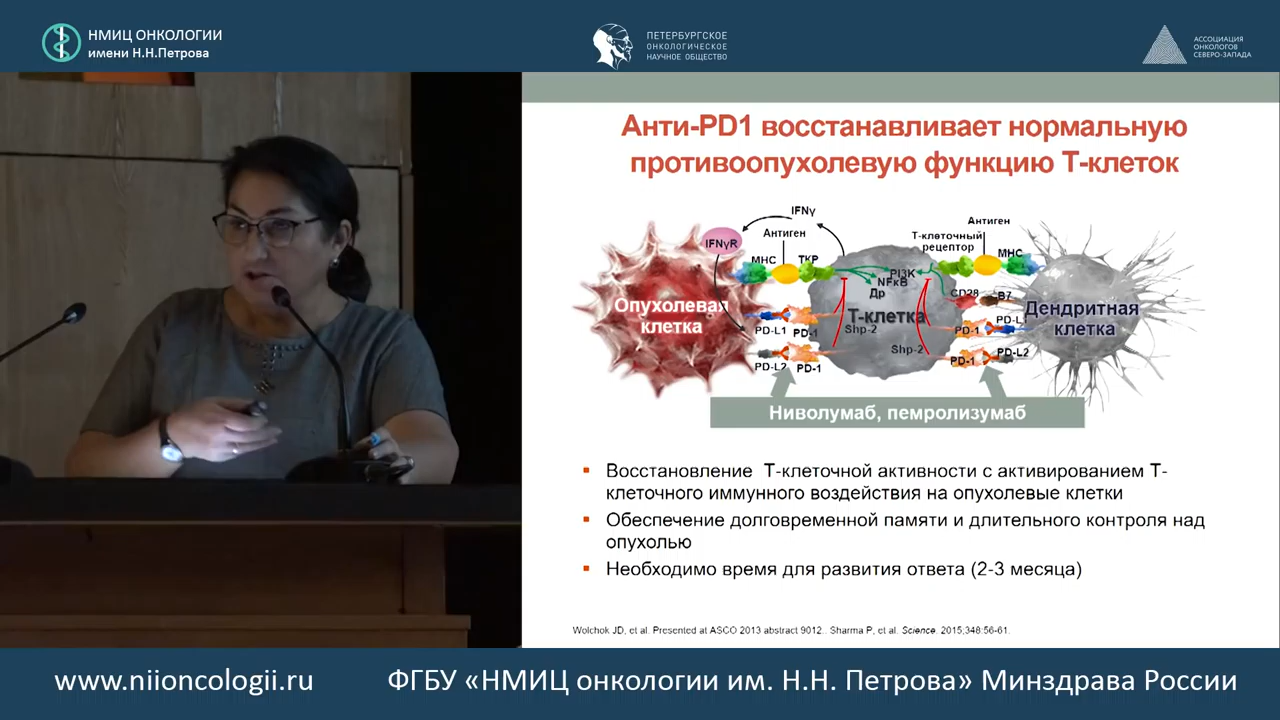 НМИЦ ОНКОЛОГИИ
имени Н.Н.Петрова
ПЕТЕРБУРГСКОЕ
ОНКОЛОГИЧЕСКОЕ
НАУЧНОЕ ОБЩЕСТВО
АССОЦИАЦИЯ
ОНКОЛОГОВ
СЕВЕРО-ЗАПАДА
Анти-PD1 восстанавливает нормальную
противоопухолевую функцию Т-клеток
IFNγ
IFNγR
Антиген
MHC
ТКР
Опухолевая
клетка
PD-L1
PD-1
PD-L2
PD-1
PI3K
NFκB
Др
Т-клетка
Shp-2
Shp-2
Антиген
Т-клеточный
рецептор
MHC
CD28
B7
PD-1
PD-L
PD-1
PD-L2
Дендритная
клетка
Ниволумаб, пемролизумаб
▪ Восстановление Т-клеточной активности с активированием Т-
клеточного иммунного воздействия на опухолевые клетки
▪ Обеспечение долговременной памяти и длительного контроля над
опухолью
▪ Необходимо время для развития ответа (2-3 месяца)
Wolchok JD, et al. Presented at ASCO 2013 abstract 9012.. Sharma P, et al. Science. 2015;348:56-61.
www.niioncologii.ru
ФГБУ «НМИЦ онкологии им. Н.Н. Петрова» Минздрава России